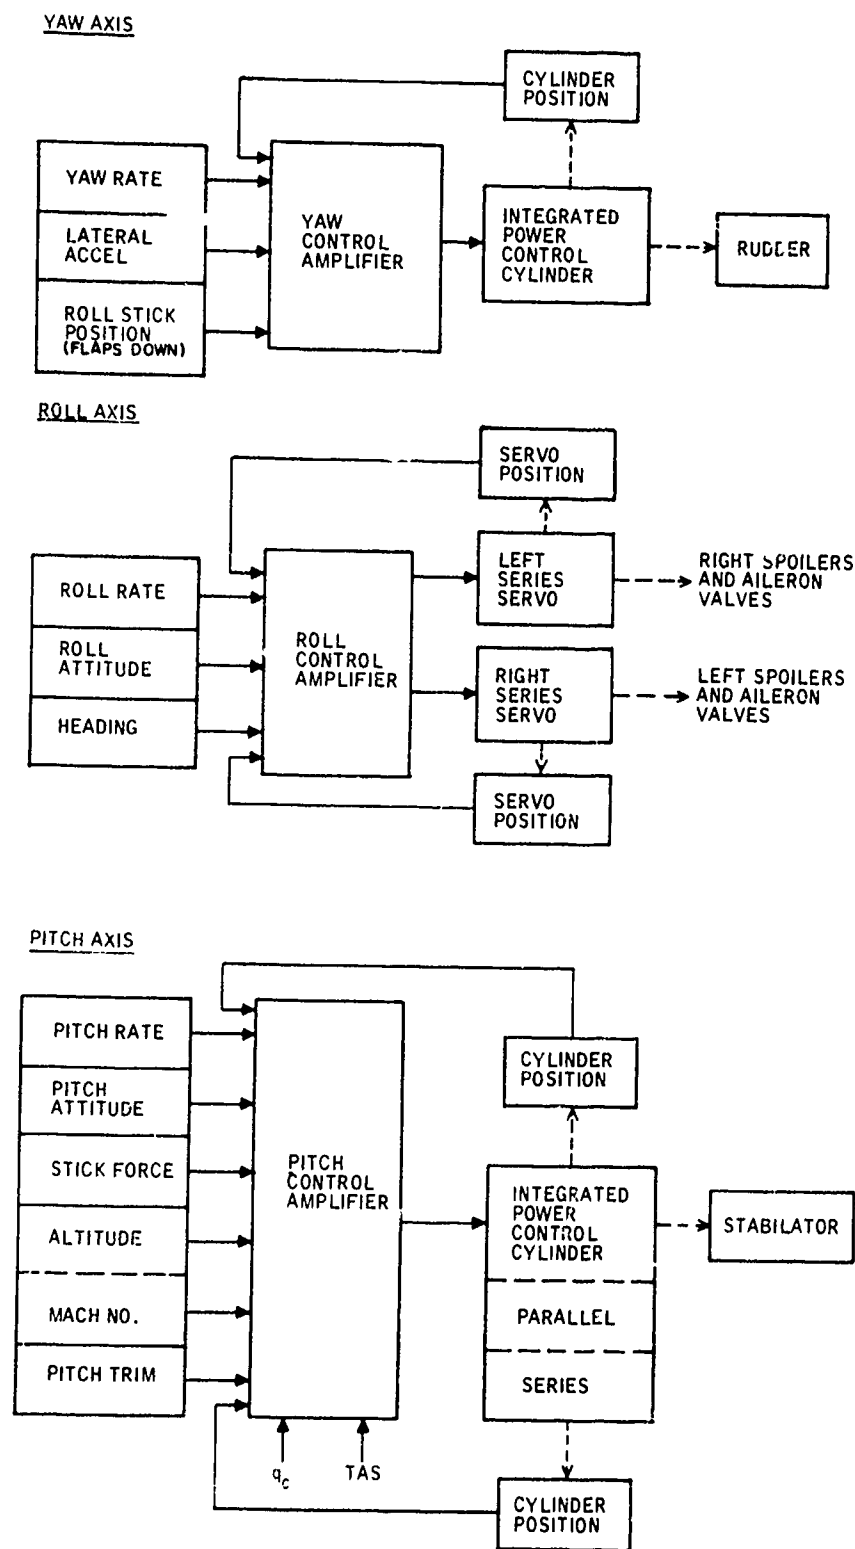 YAW AXIS
CYLINDER
POSITION
YAW RATE
LATERAL
ACCEL
ROLL STICK
POSITION
(FLAPS DOWN)
YAW
CONTROL
AMPLIFIER
INTEGRATED
POWER
CONTROL
CYLINDER
RUDDER
ROLL AXIS
SERVO
POSITION
ROLL RATE
ROLL
ATTITUDE
HEADING
ROLL
CONTROL
AMPLIFIER
LEFT
SERIES
SERVO
RIGHT SPOILERS
AND AILERON
VALVES
RIGHT
SERIES
SERVO
LEFT SPOILERS
AND AILERON
VALVES
SERVO
POSITION
PITCH AXIS
PITCH RATE
PITCH
ATTITUDE
STICK FORCE
ALTITUDE
MACH NO.
PITCH TRIM
PITCH
CONTROL
AMPLIFIER
qc
TAS
CYLINDER
POSITION
INTEGRATED
POWER
CONTROL
CYLINDER
PARALLEL
SERIES
STABILATOR
CYLINDER
POSITION